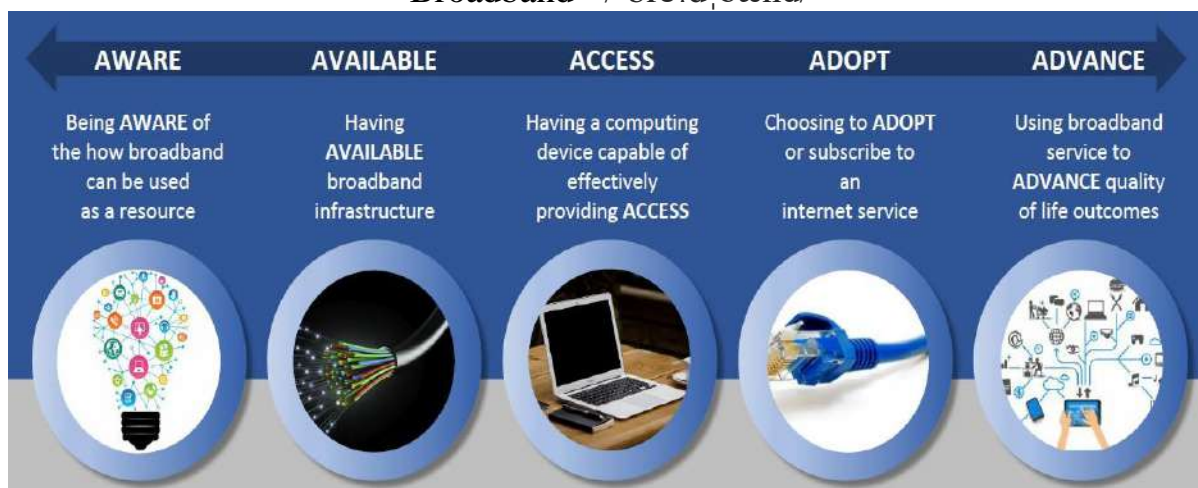 AWARE
Being AWARE of
the how broadband
can be used
as a resource
AVAILABLE
Having
AVAILABLE
broadband
infrastructure
ACCESS
Having a computing
device capable of
effectively
providing ACCESS
ADOPT
Choosing to ADOPT
or subscribe to
an
internet service
ADVANCE
Using broadband
service to
ADVANCE quality
of life outcomes